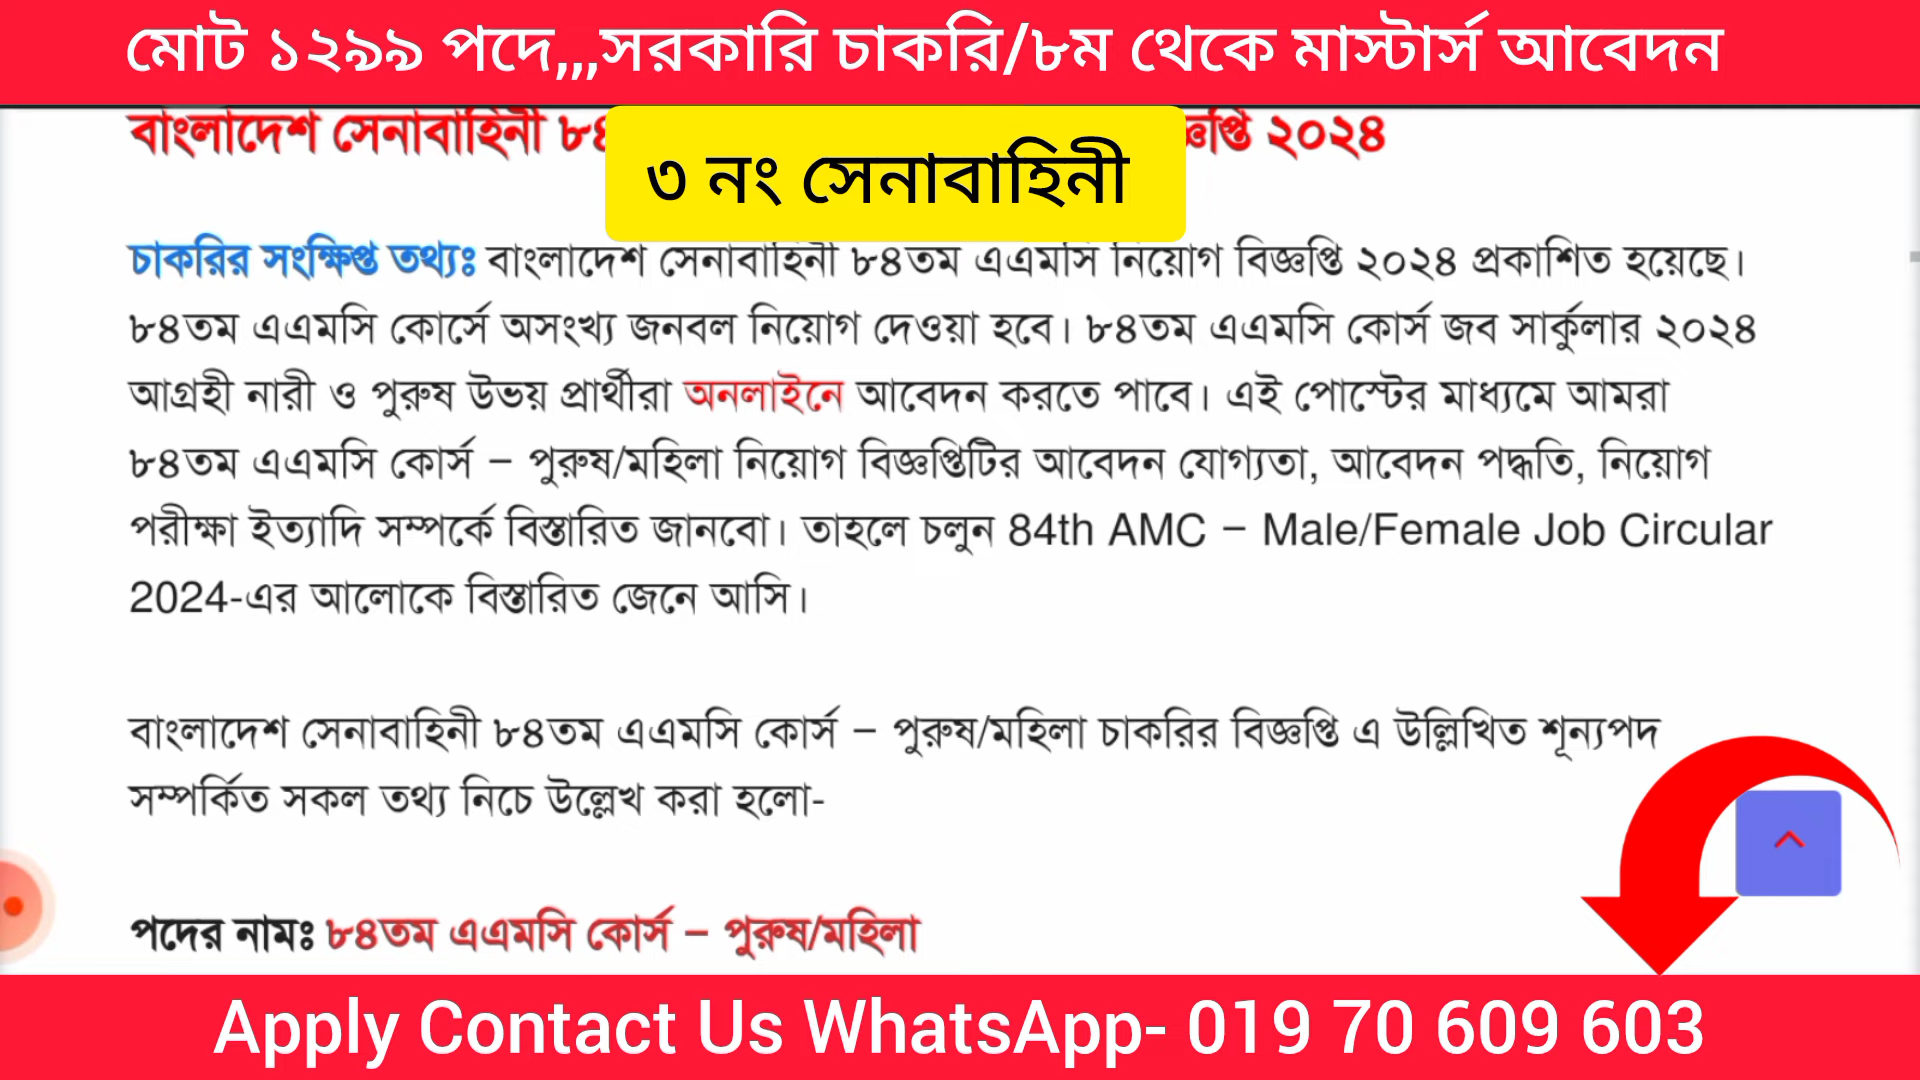 মোট ১২৯৯ পদে,,,সরকারি চাকরি/৮ম থেকে মাস্টার্স আবেদন
বাংলাদেশ সেনাবাহিনী ২০২৪
৩ নং সেনাবাহিনী
চাকরির সংক্ষিপ্ত তথ্যঃ বাংলাদেশ সেনাবাহিনী ৮৪তম এএমসি নিয়োগ বিজ্ঞপ্তি ২০২৪ প্রকাশিত হয়েছে।
৮৪তম এএমসি কোর্সে অসংখ্য জনবল নিয়োগ দেওয়া হবে। ৮৪তম এএমসি কোর্স জব সার্কুলার ২০২৪
আগ্রহী নারী ও পুরুষ উভয় প্রার্থীরা অনলাইনে আবেদন করতে পাবে। এই পোস্টের মাধ্যমে আমরা
৮৪তম এএমসি কোর্স – পুরুষ/মহিলা নিয়োগ বিজ্ঞপ্তিটির আবেদন যোগ্যতা, আবেদন পদ্ধতি, নিয়োগ
পরীক্ষা ইত্যাদি সম্পর্কে বিস্তারিত জানবো। তাহলে চলুন 84th AMC – Male/Female Job Circular
2024-এর আলোকে বিস্তারিত জেনে আসি।
বাংলাদেশ সেনাবাহিনী ৮৪তম এএমসি কোর্স – পুরুষ/মহিলা চাকরির বিজ্ঞপ্তি এ উল্লিখিত শূন্যপদ
সম্পর্কিত সকল তথ্য নিচে উল্লেখ করা হলো-
পদের নামঃ ৮৪তম এএমসি কোর্স – পুরুষ/মহিলা
Apply Contact Us WhatsApp- 019 70 609 603